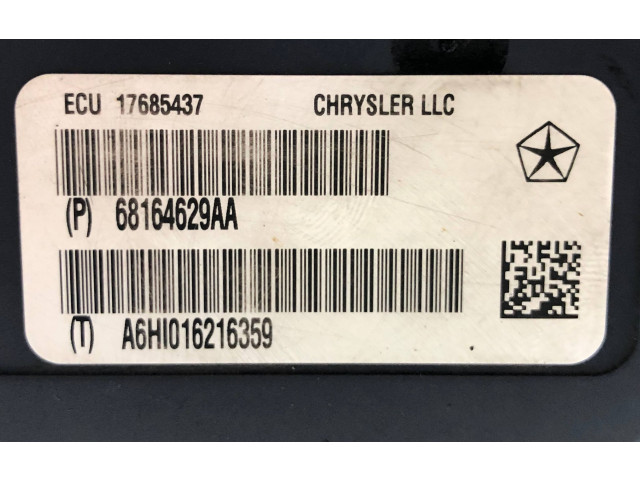 ECU 17685437 CHRYSLER LLC
(P) 68164629AA
(T) A6HI016216359